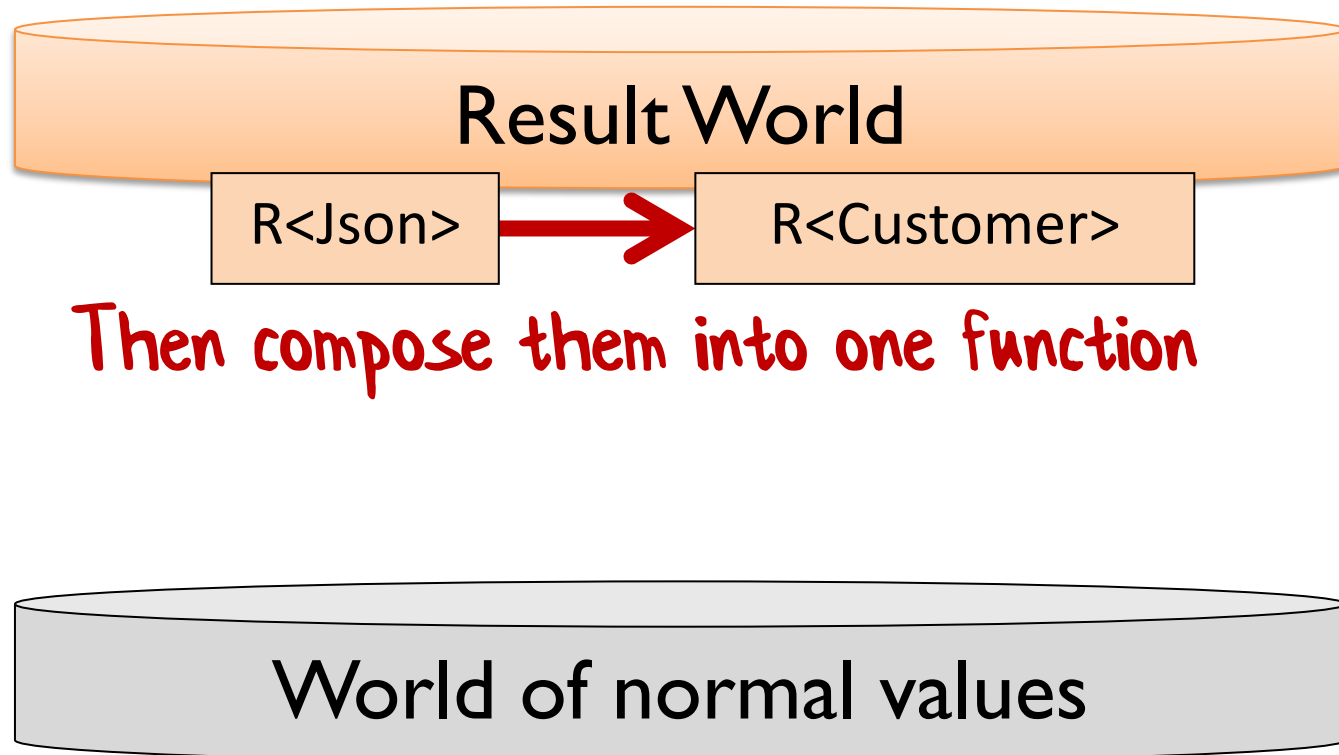 Result World
R<Json> R<Customer>
Then compose them into one function
World of normal values